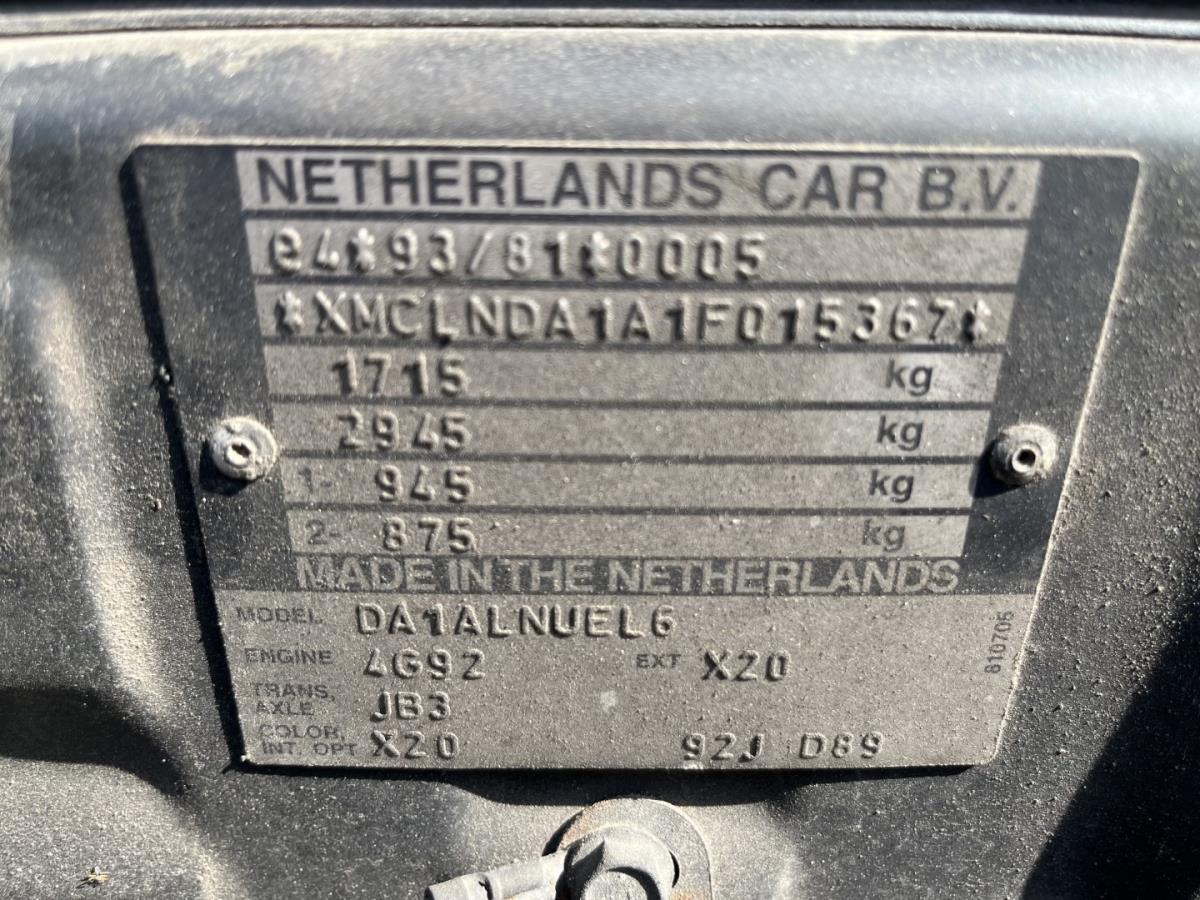 NETHERLANDS CAR B.V.
e4*93/81*0005
*XMCLNDA1A1F015367*
1715 kg
2945 kg
1- 945 kg
2- 875 kg
MADE IN THE NETHERLANDS
MODEL DA1ALNUEL6
ENGINE 4G92 EXT X20
TRANS. AXLE JB3
COLOR, INT. OPT X20 92J D89
810705